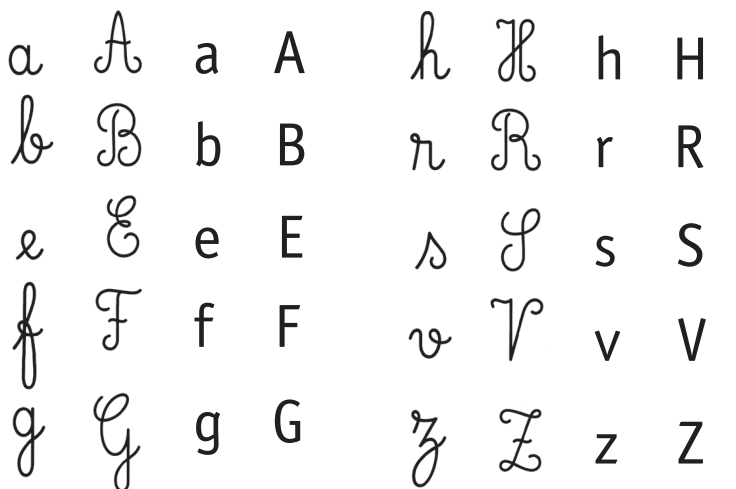 a A a A h H h H
b B b B r R r R
e E e E s S s S
f F f F v V v V
g G g G z Z z Z